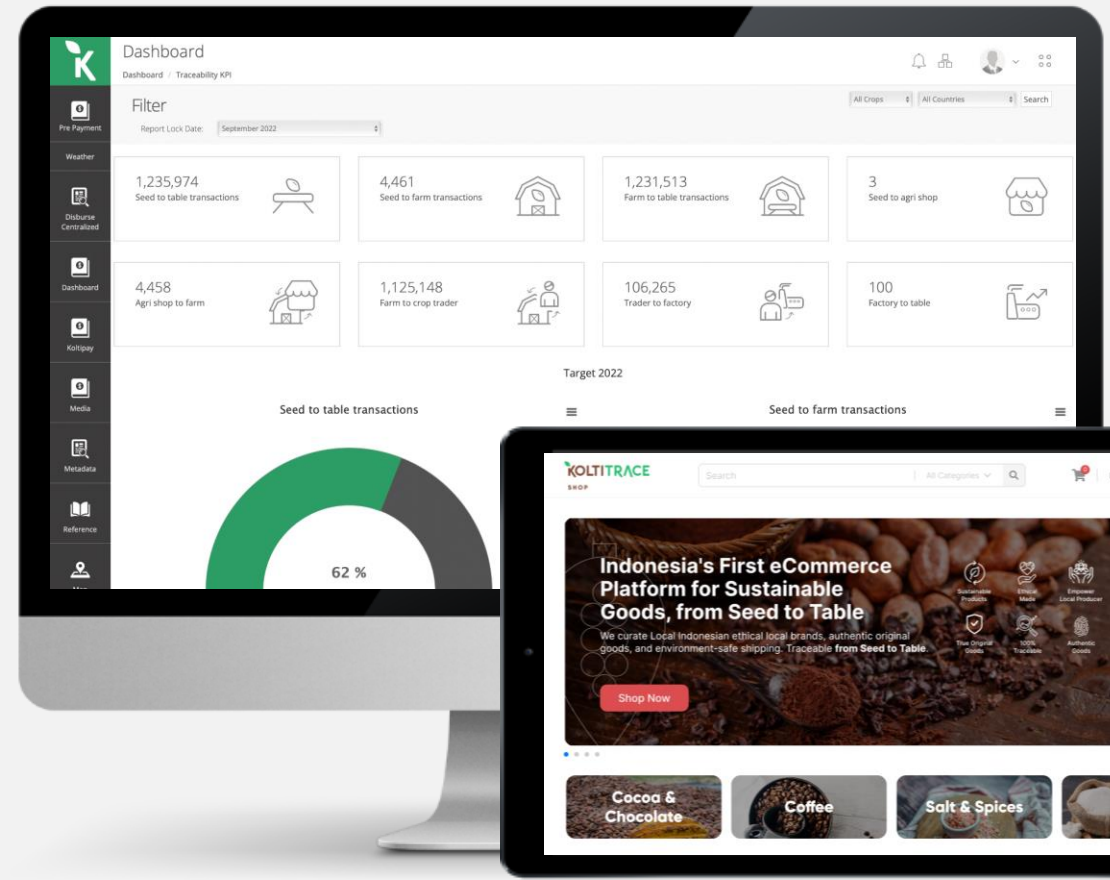 Dashboard
Dashboard / Traceability KPI
Filter
Report Lock Date:
September 2022
All Crops
All Countries
Search
Pre Payment
Weather
Disburse
Centralized
Dashboard
Koltipay
Media
Metadata
Reference
1,235,974
Seed to table transactions
4,461
Seed to farm transactions
1,231,513
Farm to table transactions
3
Seed to agri shop
4,458
Agri shop to farm
1,125,148
Farm to crop trader
106,265
Trader to factory
100
Factory to table
Target 2022
Seed to table transactions
Seed to farm transactions
62 %
KOLTITRACE
SHOP
Search
All Categories
0
Indonesia's First eCommerce
Platform for Sustainable
Goods, from Seed to Table
We curate Local Indonesian ethical local brands, authentic original
goods, and environment-safe shipping. Traceable from Seed to Table.
Shop Now
Sustainable
Products
Ethical
Made
Empower
Local Producer
True Original
Goods
100%
Traceable
Authentic
Goods
Cocoa &
Chocolate
Coffee
Salt & Spices